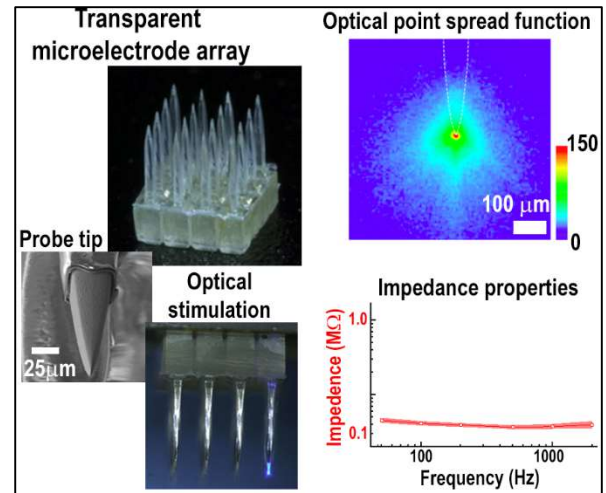 Transparent
microelectrode array
Optical point spread function
150
100 μm
0
Probe tip
25μm
Optical
stimulation
Impedance properties
Impedence (MΩ)
1.0
0.1
100
1000
Frequency (Hz)